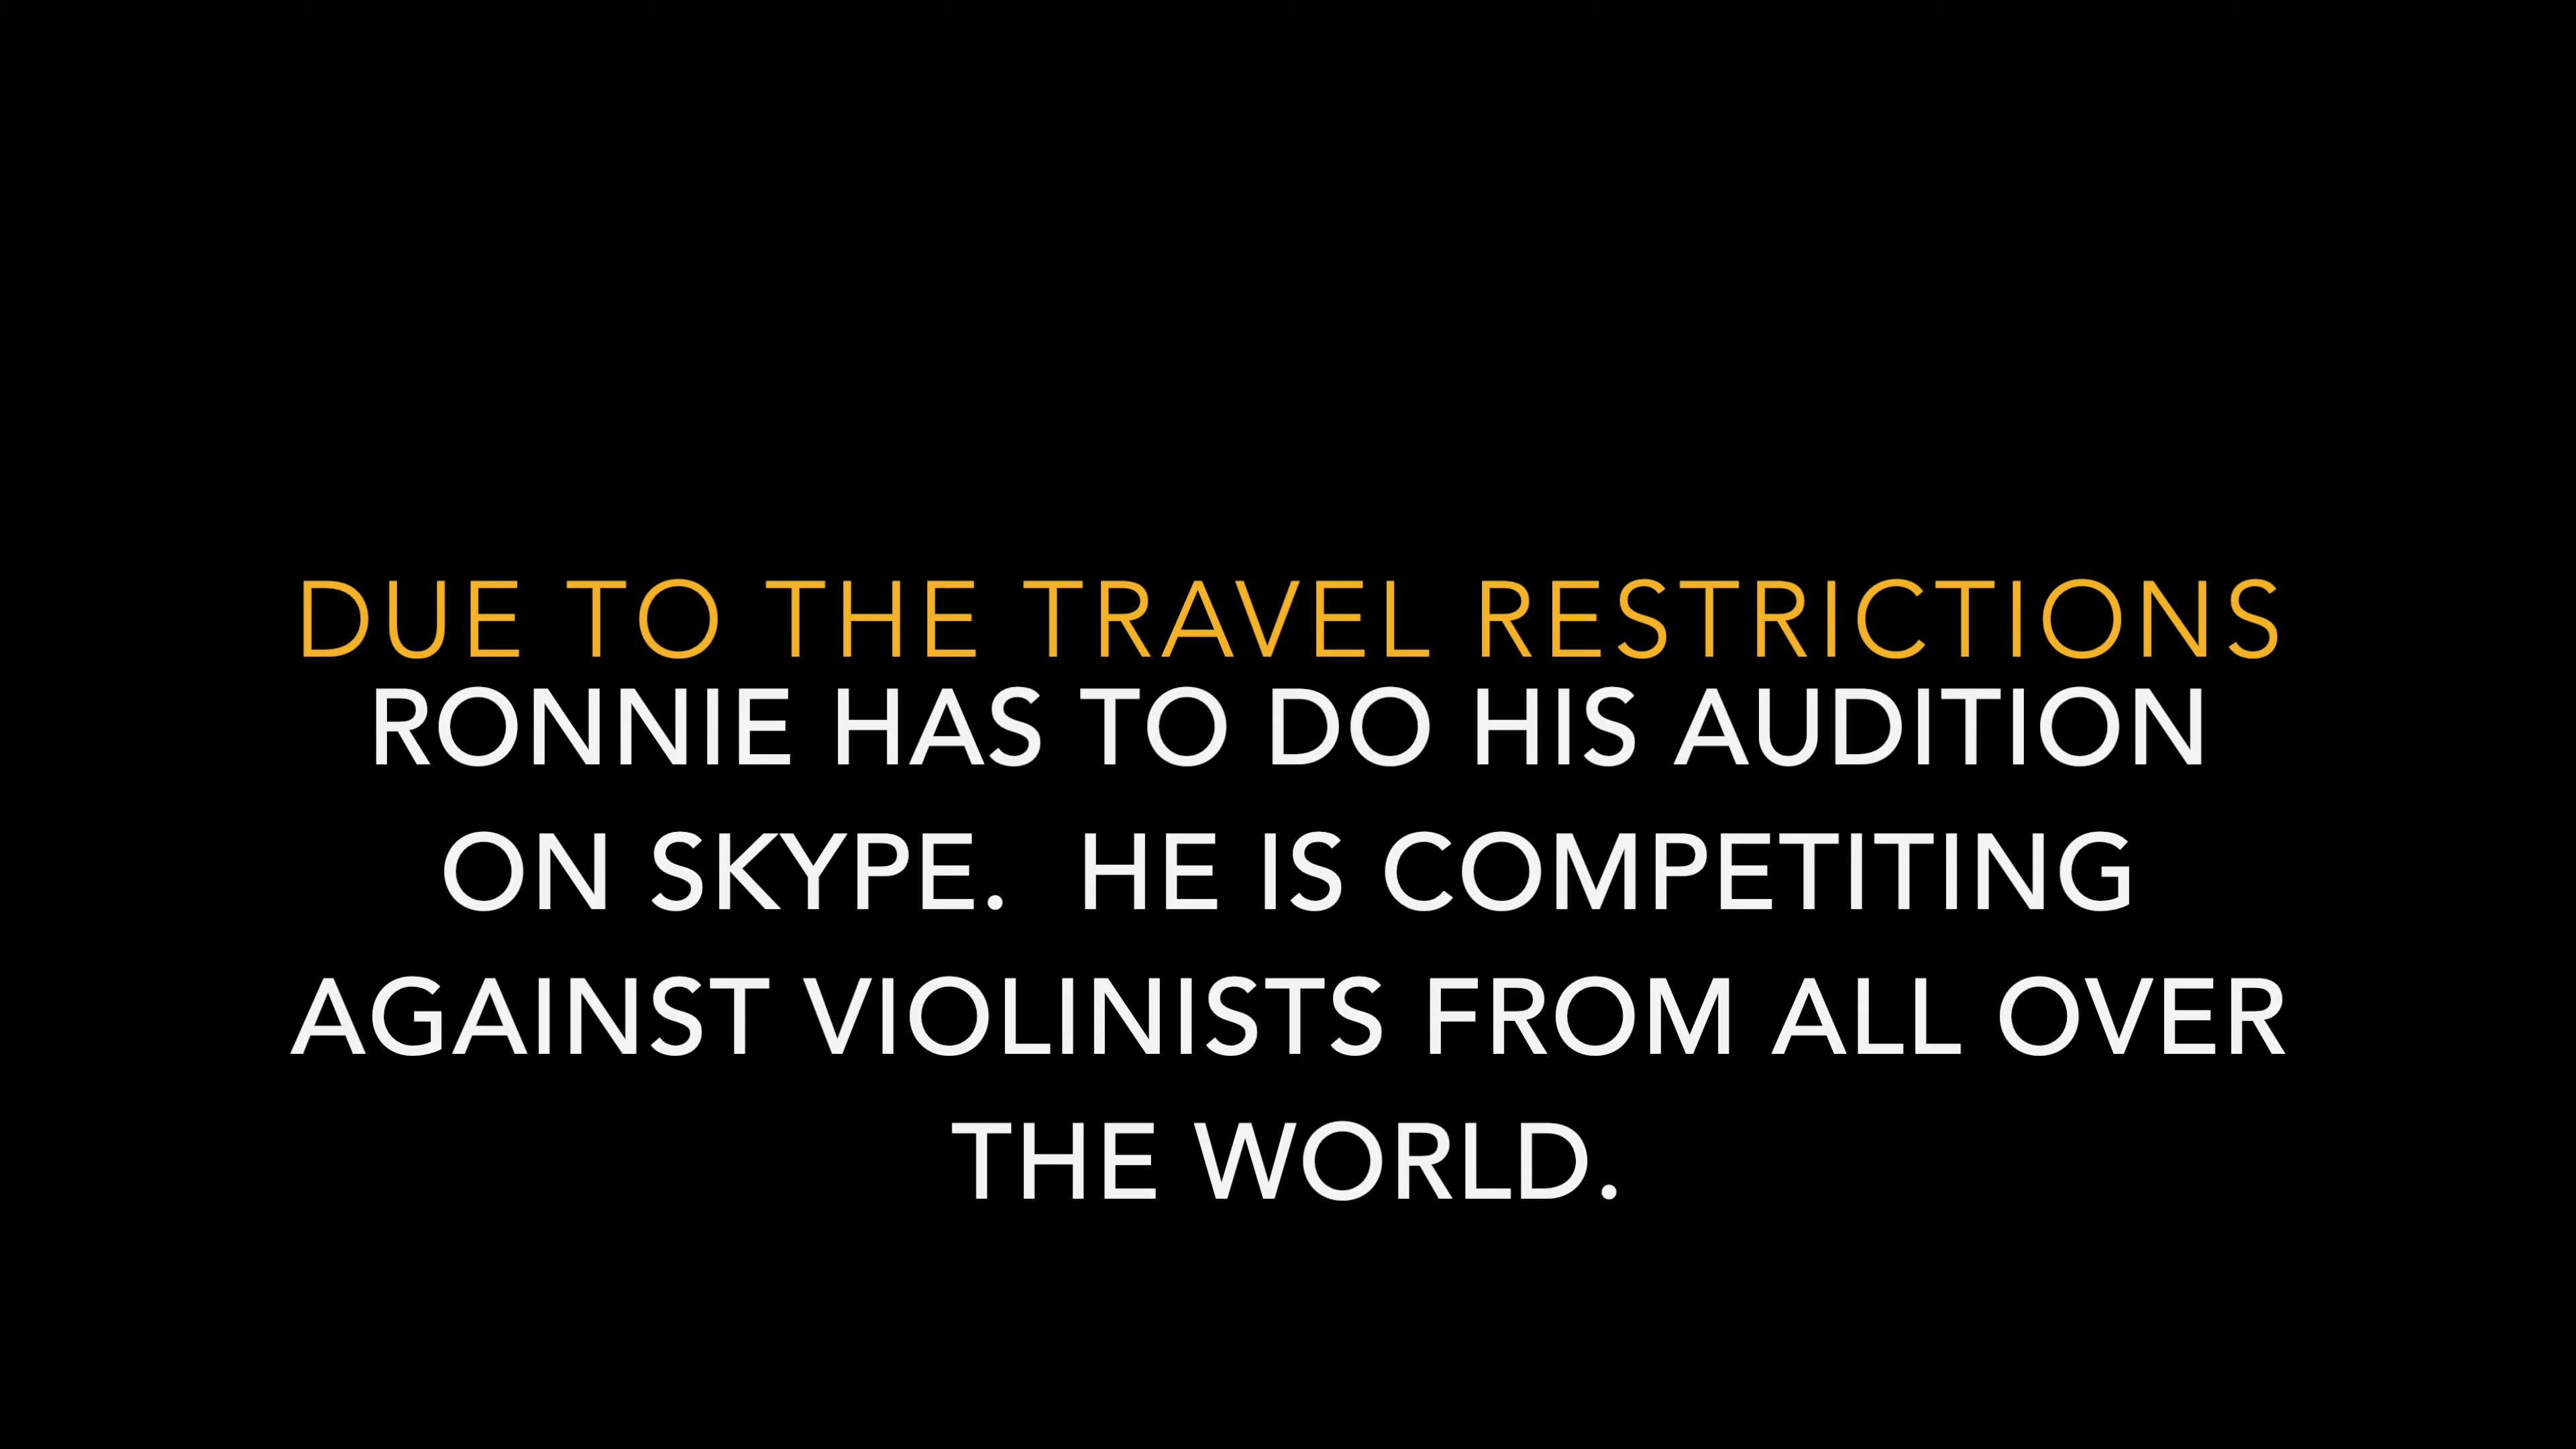 DUE TO THE TRAVEL RESTRICTIONS
RONNIE HAS TO DO HIS AUDITION
ON SKYPE.  HE IS COMPETITING
AGAINST VIOLINISTS FROM ALL OVER
THE WORLD.